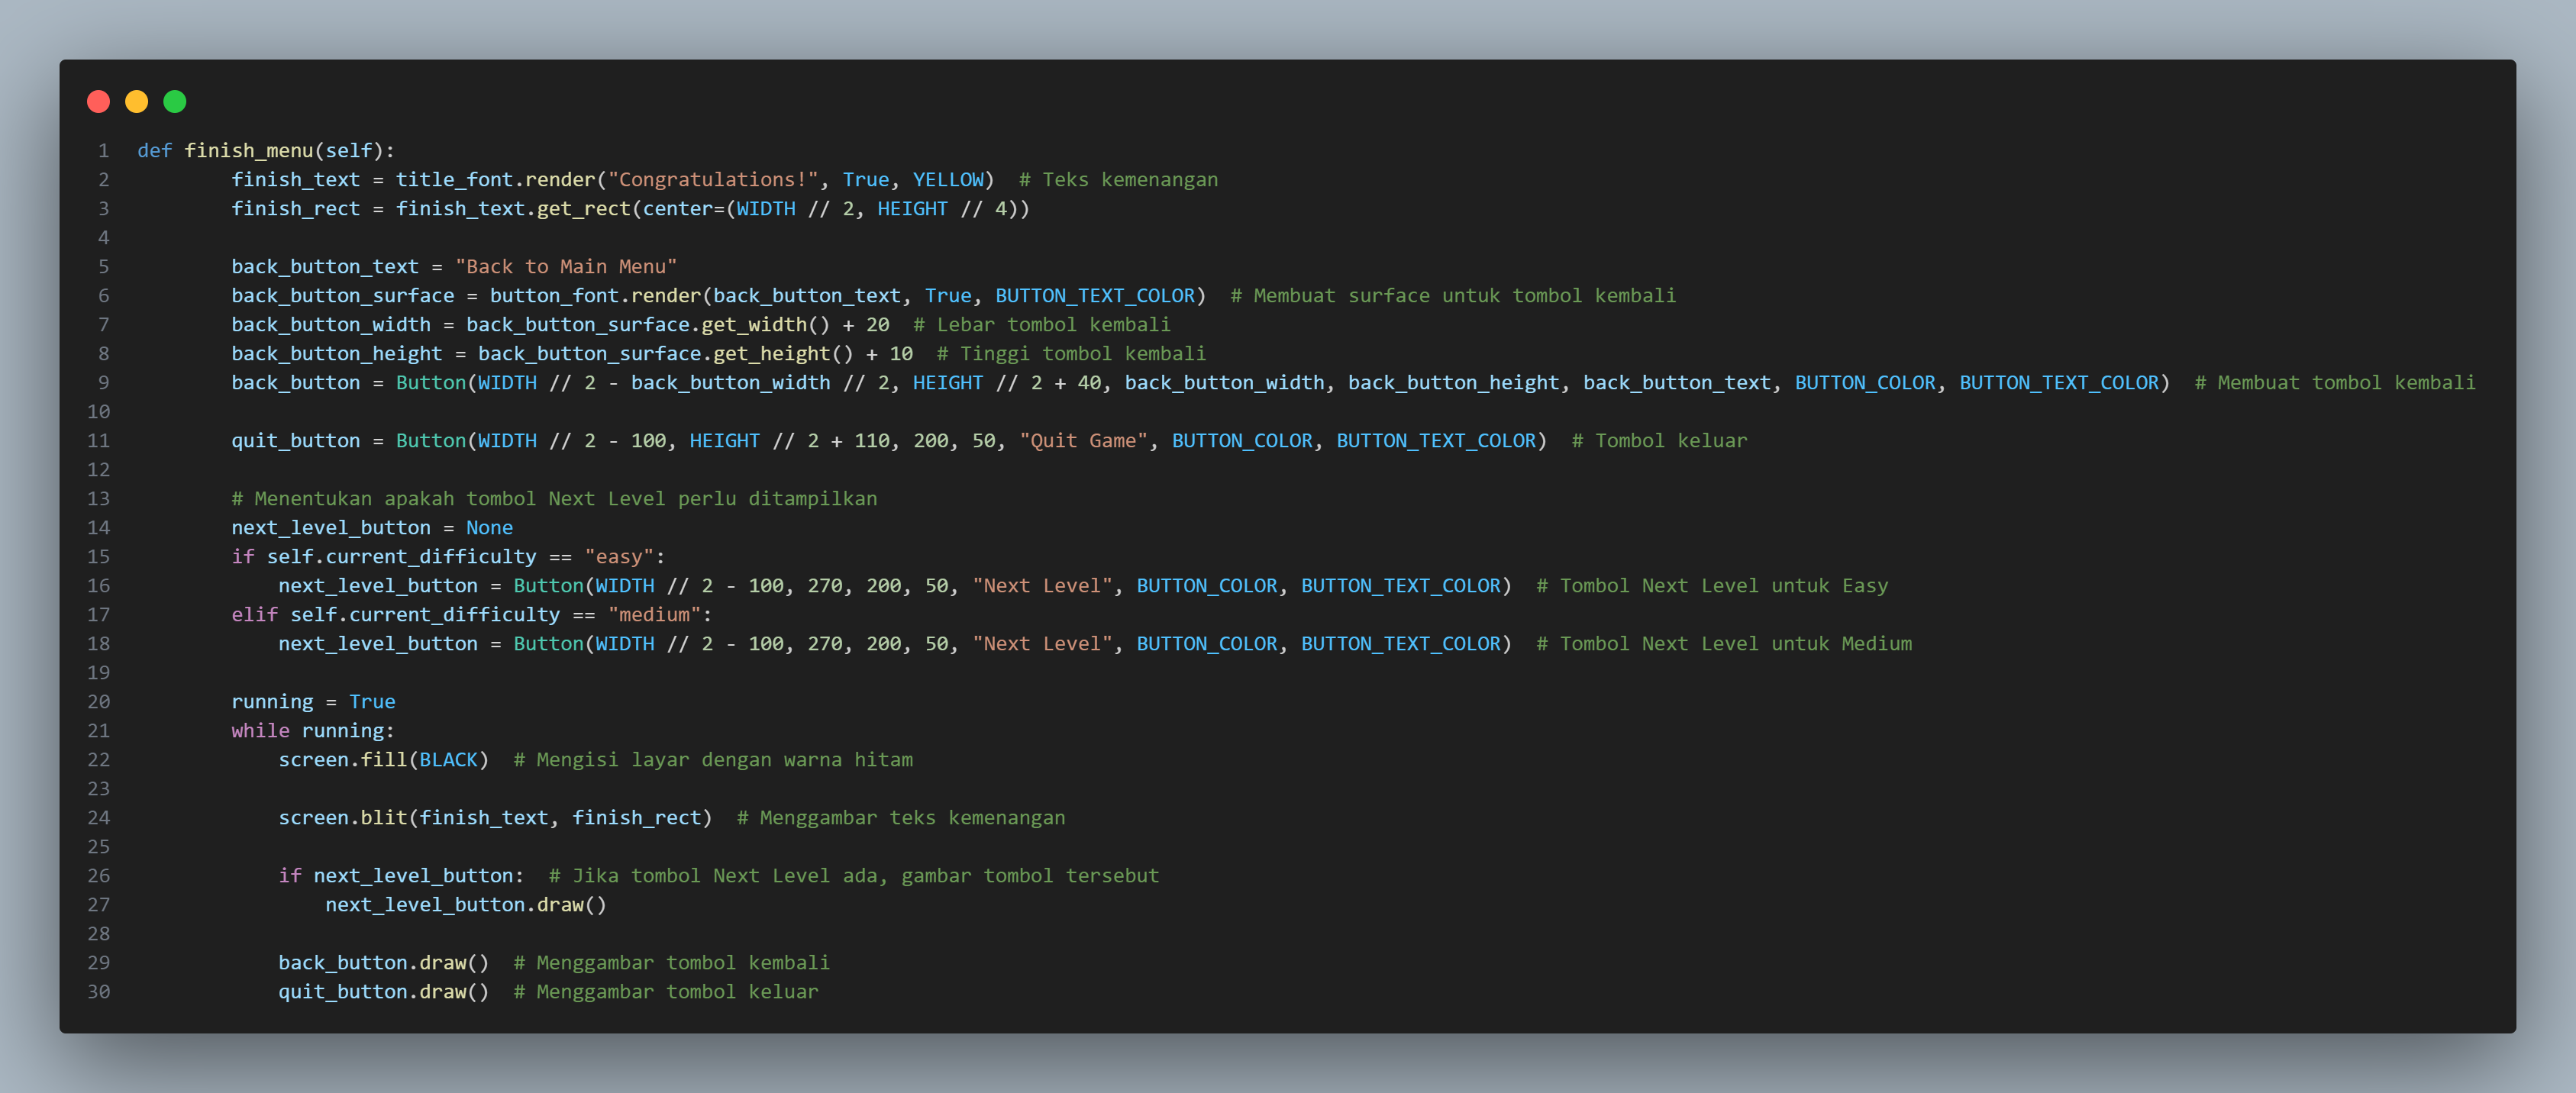 1 def finish_menu(self):
2         finish_text = title_font.render("Congratulations!", True, YELLOW)  # Teks kemenangan
3         finish_rect = finish_text.get_rect(center=(WIDTH // 2, HEIGHT // 4))
4
5         back_button_text = "Back to Main Menu"
6         back_button_surface = button_font.render(back_button_text, True, BUTTON_TEXT_COLOR)  # Membuat surface untuk tombol kembali
7         back_button_width = back_button_surface.get_width() + 20  # Lebar tombol kembali
8         back_button_height = back_button_surface.get_height() + 10  # Tinggi tombol kembali
9         back_button = Button(WIDTH // 2 - back_button_width // 2, HEIGHT // 2 + 40, back_button_width, back_button_height, back_button_text, BUTTON_COLOR, BUTTON_TEXT_COLOR)  # Membuat tombol kembali
10
11         quit_button = Button(WIDTH // 2 - 100, HEIGHT // 2 + 110, 200, 50, "Quit Game", BUTTON_COLOR, BUTTON_TEXT_COLOR)  # Tombol keluar
12
13         # Menentukan apakah tombol Next Level perlu ditampilkan
14         next_level_button = None
15         if self.current_difficulty == "easy":
16             next_level_button = Button(WIDTH // 2 - 100, 270, 200, 50, "Next Level", BUTTON_COLOR, BUTTON_TEXT_COLOR)  # Tombol Next Level untuk Easy
17         elif self.current_difficulty == "medium":
18             next_level_button = Button(WIDTH // 2 - 100, 270, 200, 50, "Next Level", BUTTON_COLOR, BUTTON_TEXT_COLOR)  # Tombol Next Level untuk Medium
19
20         running = True
21         while running:
22             screen.fill(BLACK)  # Mengisi layar dengan warna hitam
23
24             screen.blit(finish_text, finish_rect)  # Menggambar teks kemenangan
25
26             if next_level_button:  # Jika tombol Next Level ada, gambar tombol tersebut
27                 next_level_button.draw()
28
29             back_button.draw()  # Menggambar tombol kembali
30             quit_button.draw()  # Menggambar tombol keluar